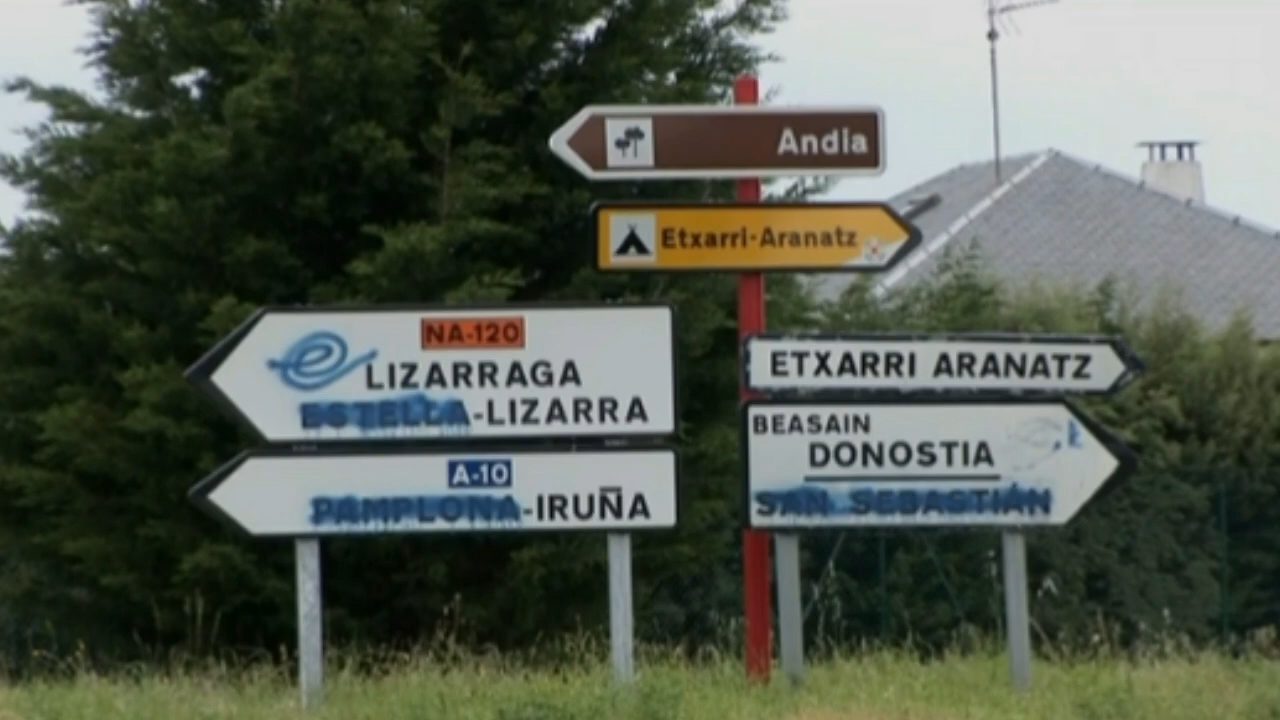 Andia
Etxarri-Aranatz
NA-120
LIZARRAGA
ESTELLA-LIZARRA
A-10
PAMPLONA-IRUÑA
ETXARRI ARANATZ
BEASAIN
DONOSTIA
SAN SEBASTIÁN